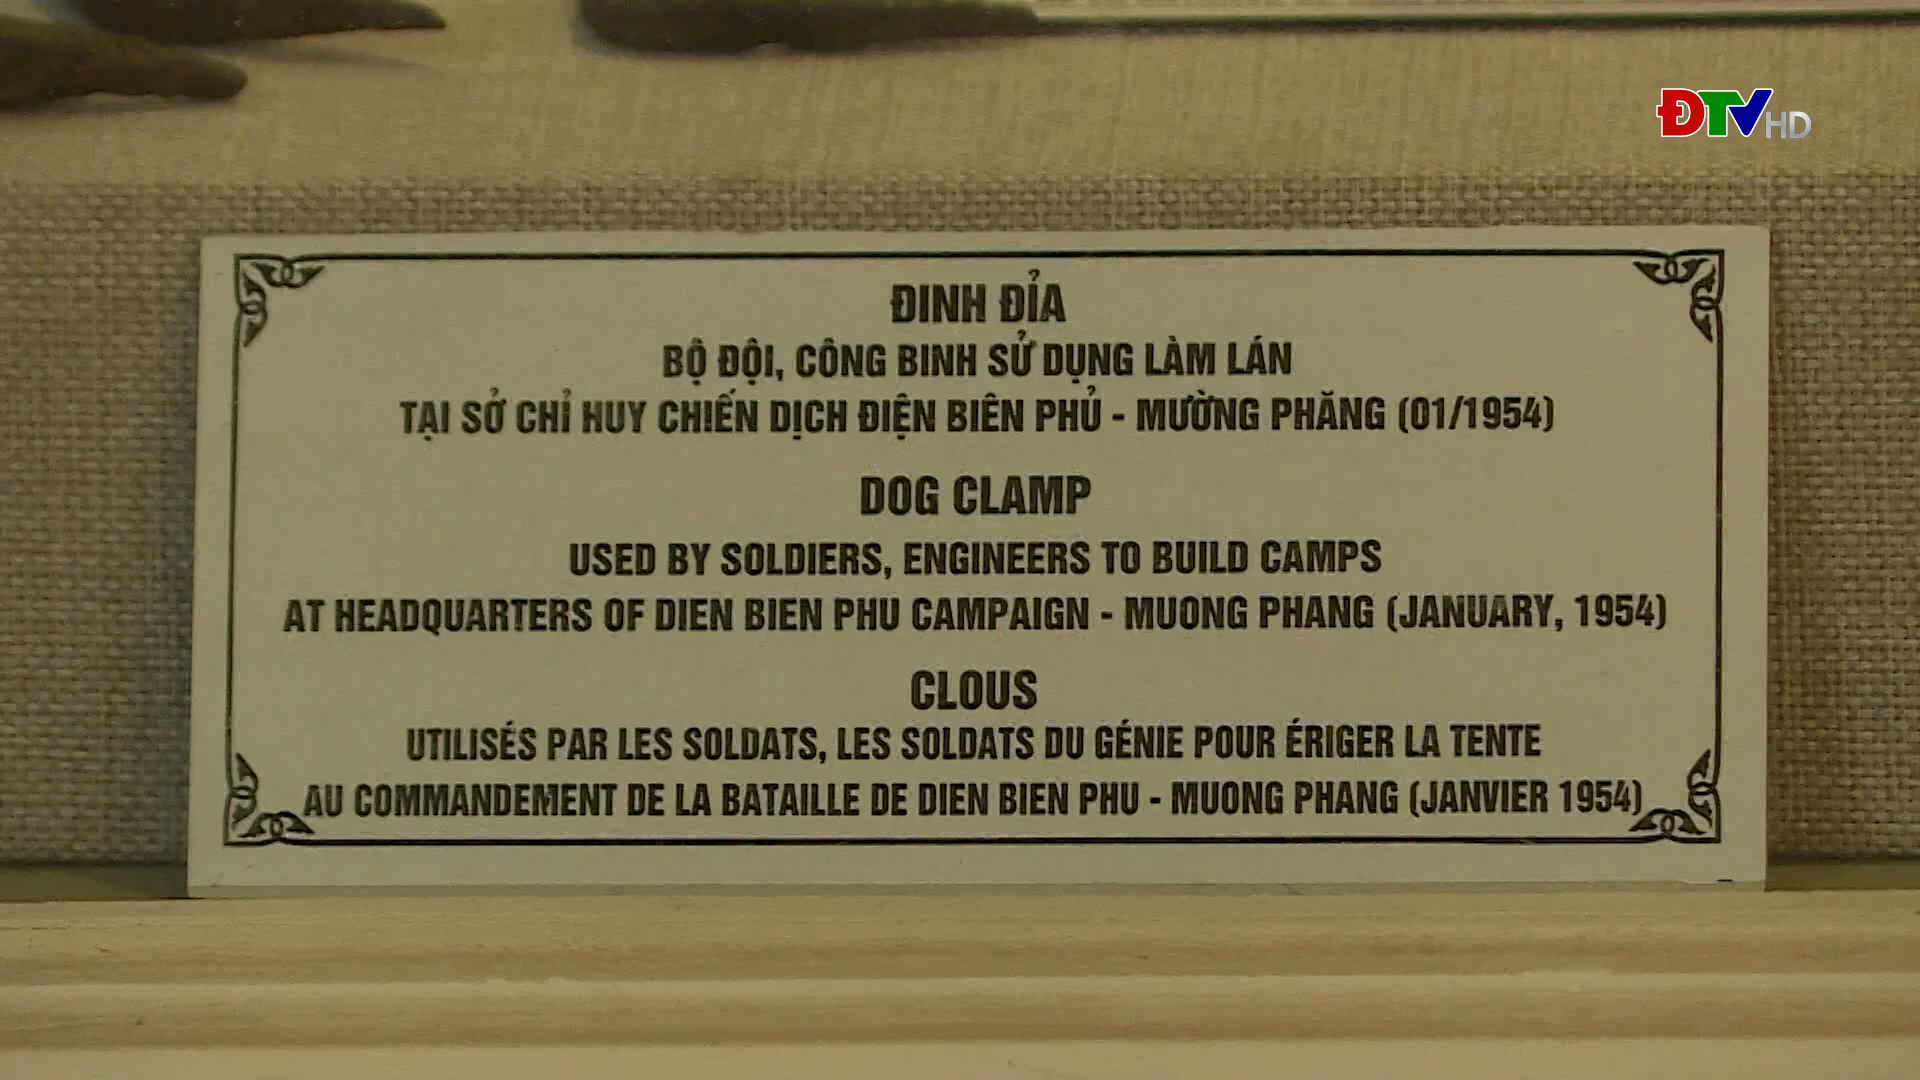 ĐTV HD
ĐINH ĐỈA
BỘ ĐỘI, CÔNG BINH SỬ DỤNG LÀM LÁN
TẠI SỞ CHỈ HUY CHIẾN DỊCH ĐIỆN BIÊN PHỦ - MƯỜNG PHĂNG (01/1954)
DOG CLAMP
USED BY SOLDIERS, ENGINEERS TO BUILD CAMPS
AT HEADQUARTERS OF DIEN BIEN PHU CAMPAIGN - MUONG PHANG (JANUARY, 1954)
CLOUS
UTILISÉS PAR LES SOLDATS, LES SOLDATS DU GÉNIE POUR ÉRIGER LA TENTE
AU COMMANDEMENT DE LA BATAILLE DE DIEN BIEN PHU - MUONG PHANG (JANVIER 1954)